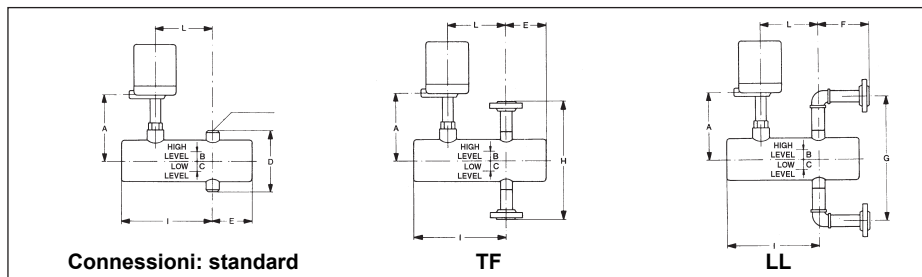 L
A
HIGH
LEVEL B
LOW C
LEVEL
D
I
E
Connessioni: standard
L
E
A
HIGH
LEVEL B
LOW C
LEVEL
H
I
TF
L
F
A
HIGH
LEVEL B
LOW C
LEVEL
G
I
LL